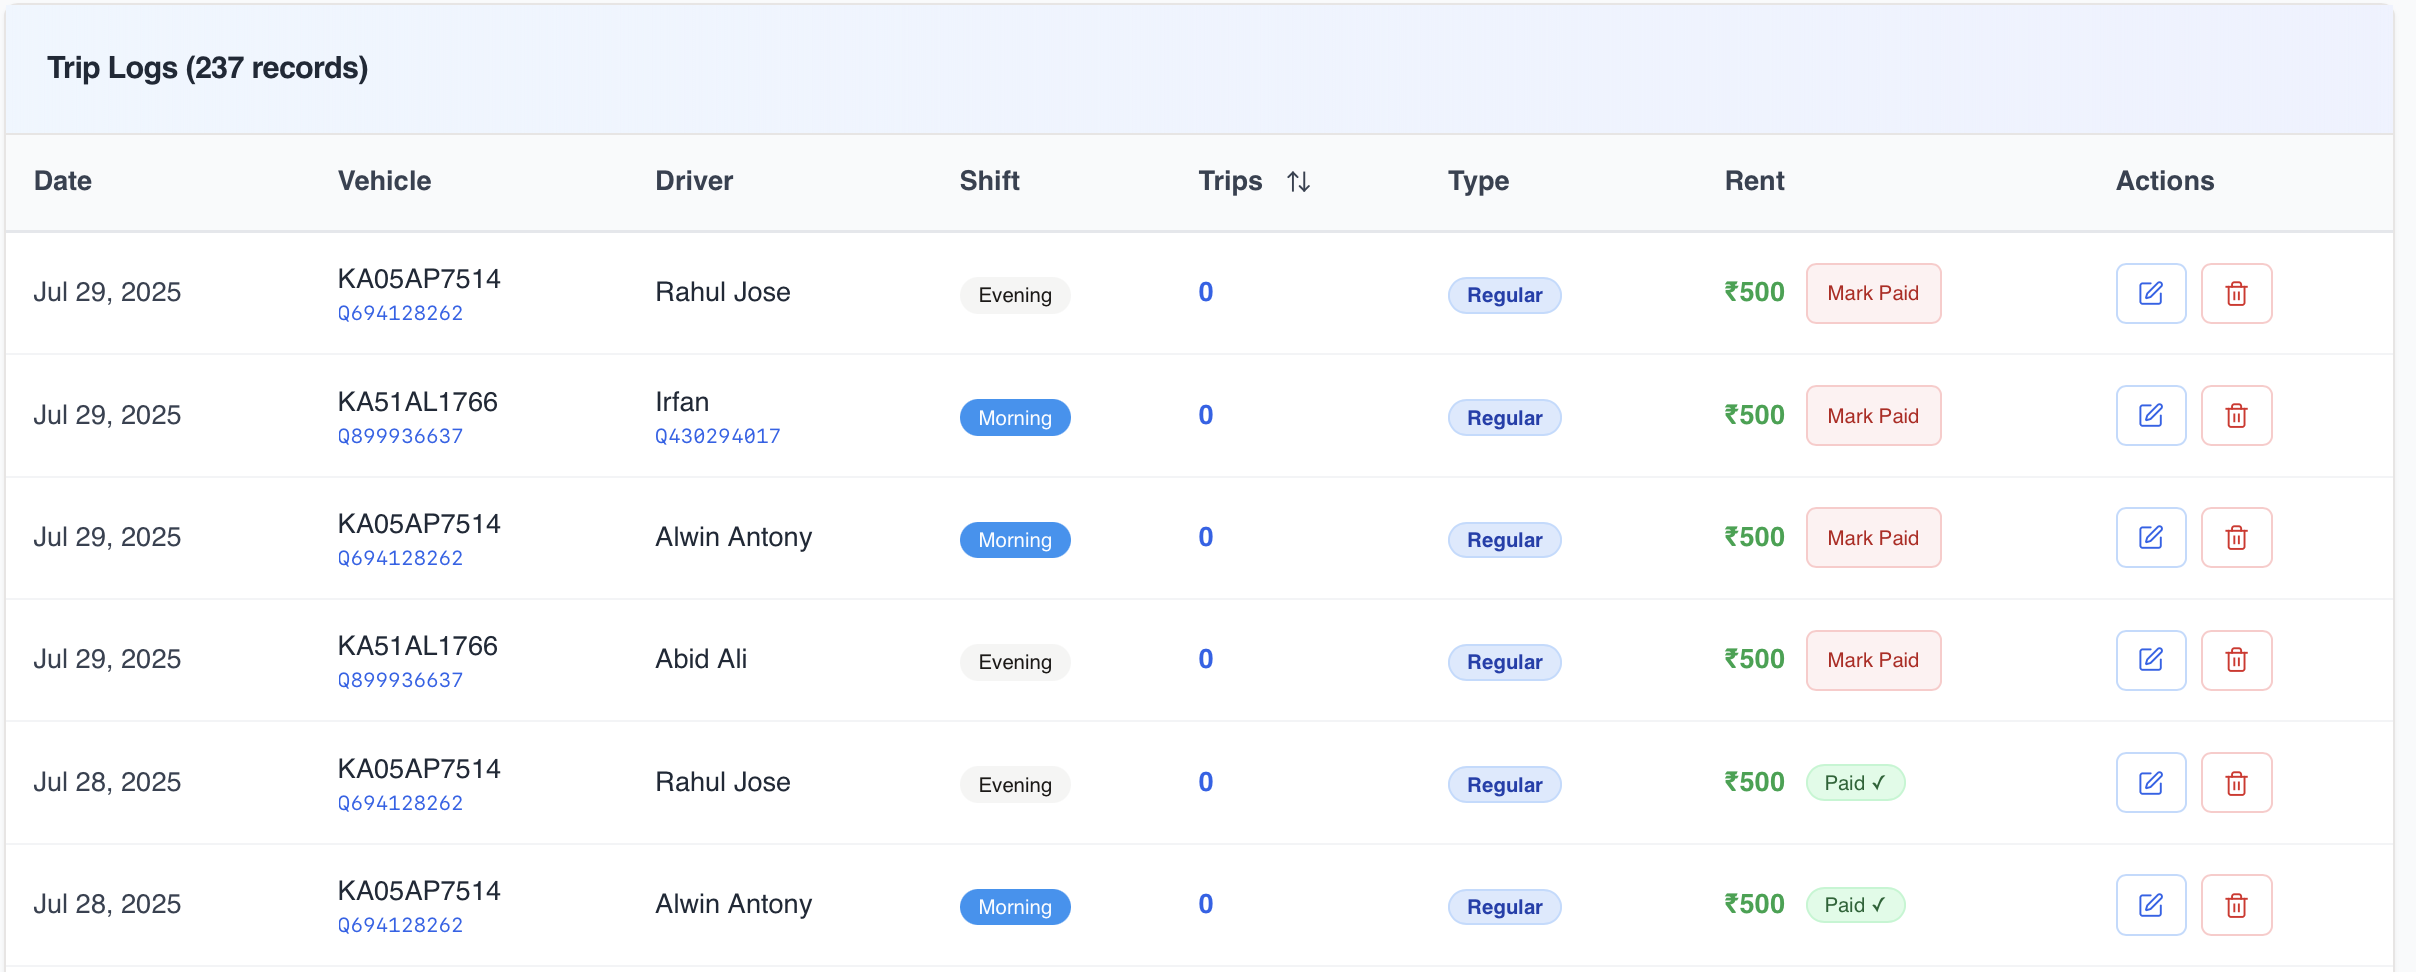 Trip Logs (237 records)
Date Vehicle Driver Shift Trips Type Rent Actions
Jul 29, 2025 KA05AP7514 Rahul Jose Evening 0 Regular ₹500 Mark Paid
Q694128262
Jul 29, 2025 KA51AL1766 Irfan Morning 0 Regular ₹500 Mark Paid
Q899936637 Q430294017
Jul 29, 2025 KA05AP7514 Alwin Antony Morning 0 Regular ₹500 Mark Paid
Q694128262
Jul 29, 2025 KA51AL1766 Abid Ali Evening 0 Regular ₹500 Mark Paid
Q899936637
Jul 28, 2025 KA05AP7514 Rahul Jose Evening 0 Regular ₹500 Paid ✓
Q694128262
Jul 28, 2025 KA05AP7514 Alwin Antony Morning 0 Regular ₹500 Paid ✓
Q694128262